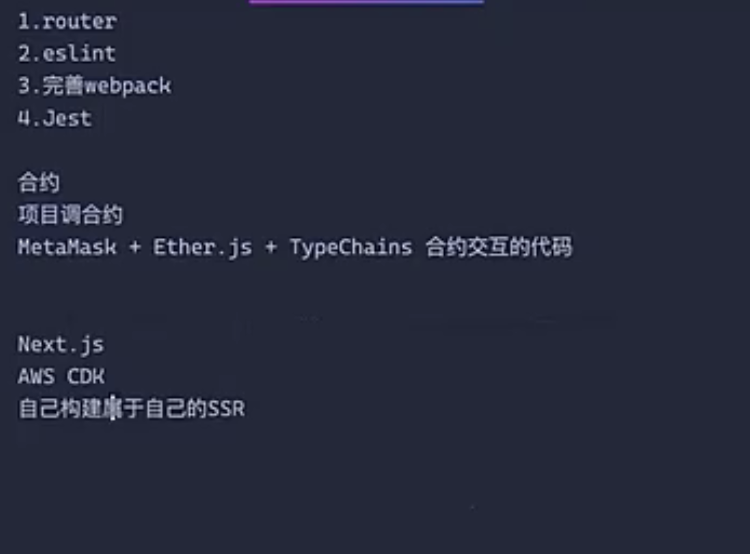 1.router
2.eslint
3.完善webpack
4.Jest
合约
项目调合约
MetaMask + Ether.js + TypeChains 合约交互的代码
Next.js
AWS CDK
自己构建属于自己的SSR